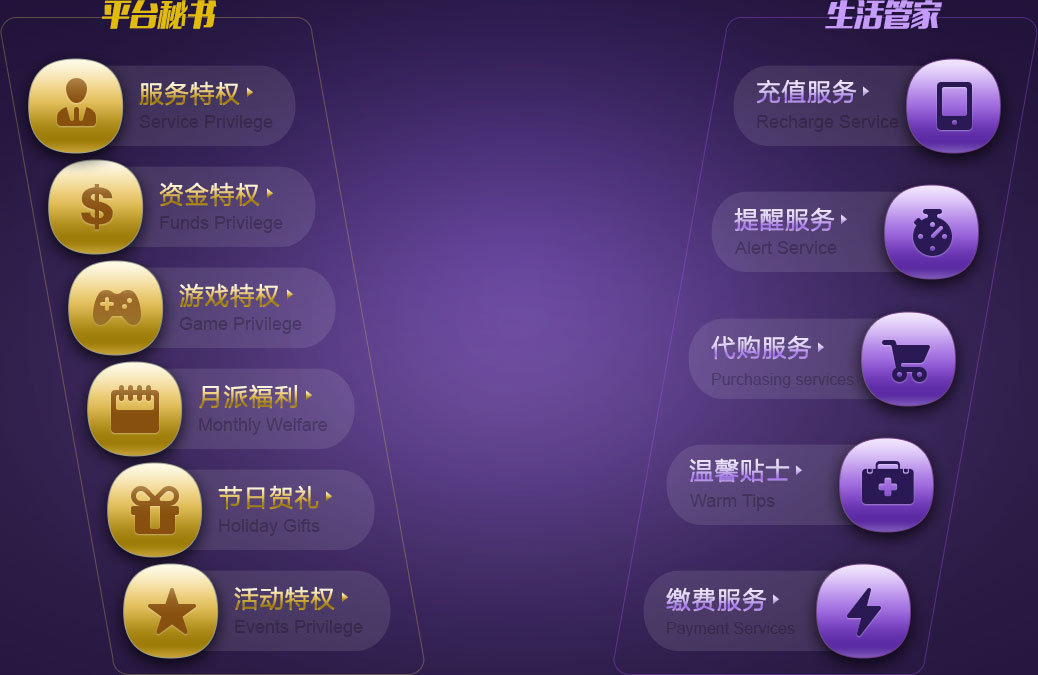 平台秘书
服务特权
Service Privilege
资金特权
Funds Privilege
游戏特权
Game Privilege
月派福利
Monthly Welfare
节日贺礼
Holiday Gifts
活动特权
Events Privilege
生活管家
充值服务
Recharge Service
提醒服务
Alert Service
代购服务
Purchasing services
温馨贴士
Warm Tips
缴费服务
Payment Services